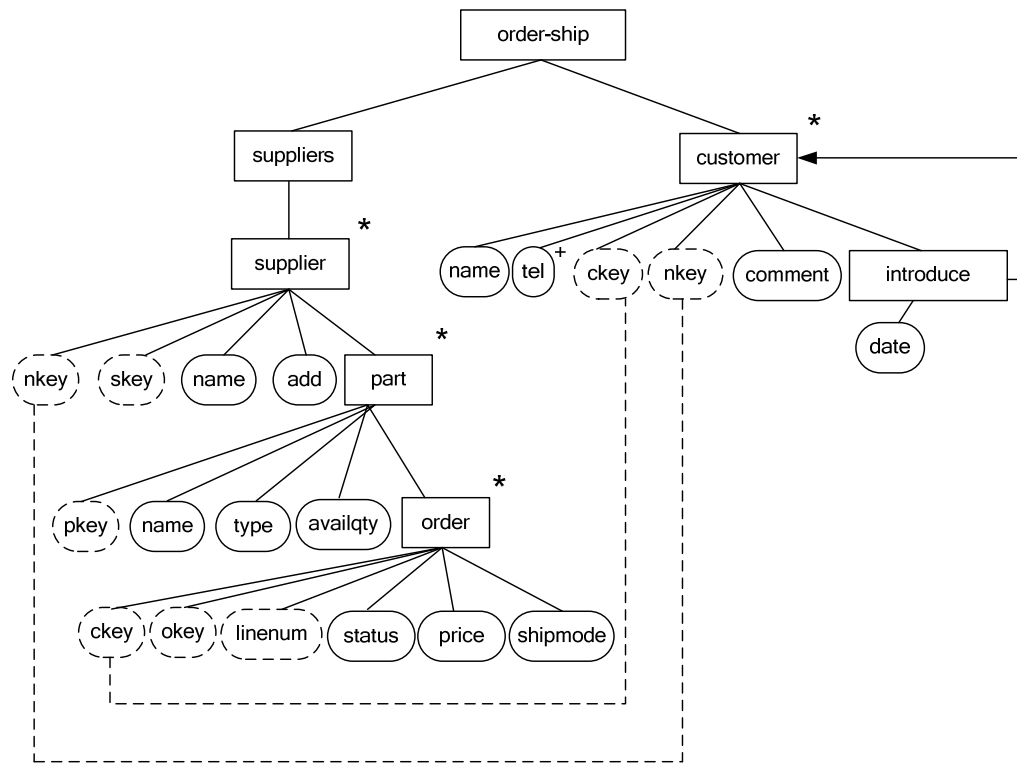 order-ship
suppliers
customer
*
supplier
*
name
tel
+
ckey
nkey
comment
introduce
date
nkey
skey
name
add
part
*
pkey
name
type
availqty
order
*
ckey
okey
linenum
status
price
shipmode